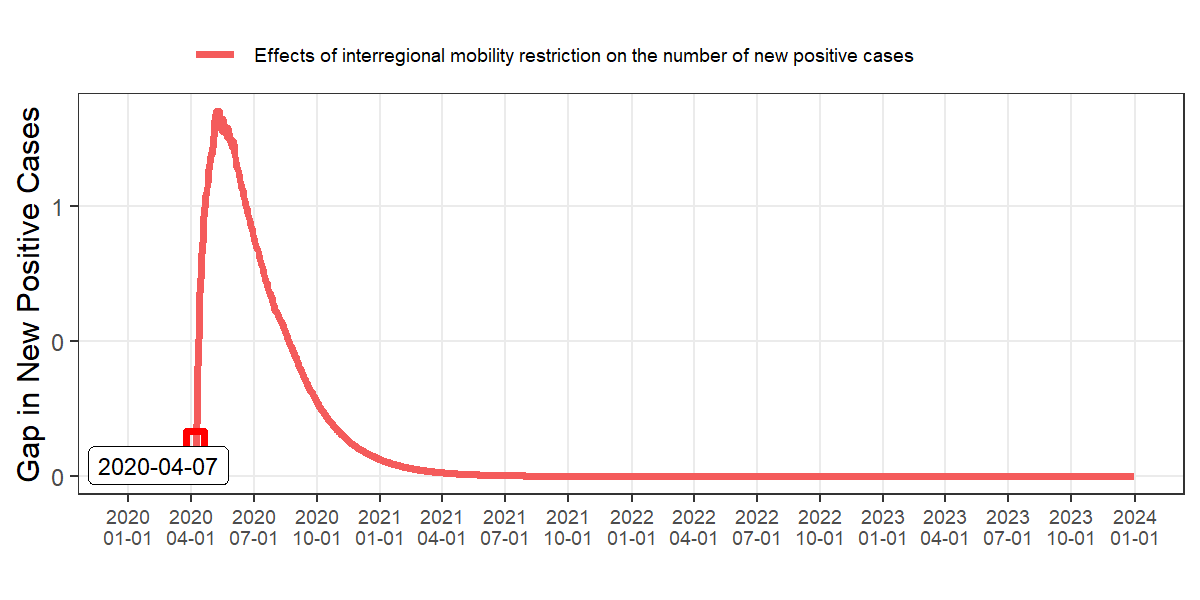 Effects of interregional mobility restriction on the number of new positive cases
Gap in New Positive Cases
1
0
0
2020-04-07
2020 2020 2020 2020 2021 2021 2021 2021 2022 2022 2022 2022 2023 2023 2023 2023 2024
01-01 04-01 07-01 10-01 01-01 04-01 07-01 10-01 01-01 04-01 07-01 10-01 01-01 04-01 07-01 10-01 01-01